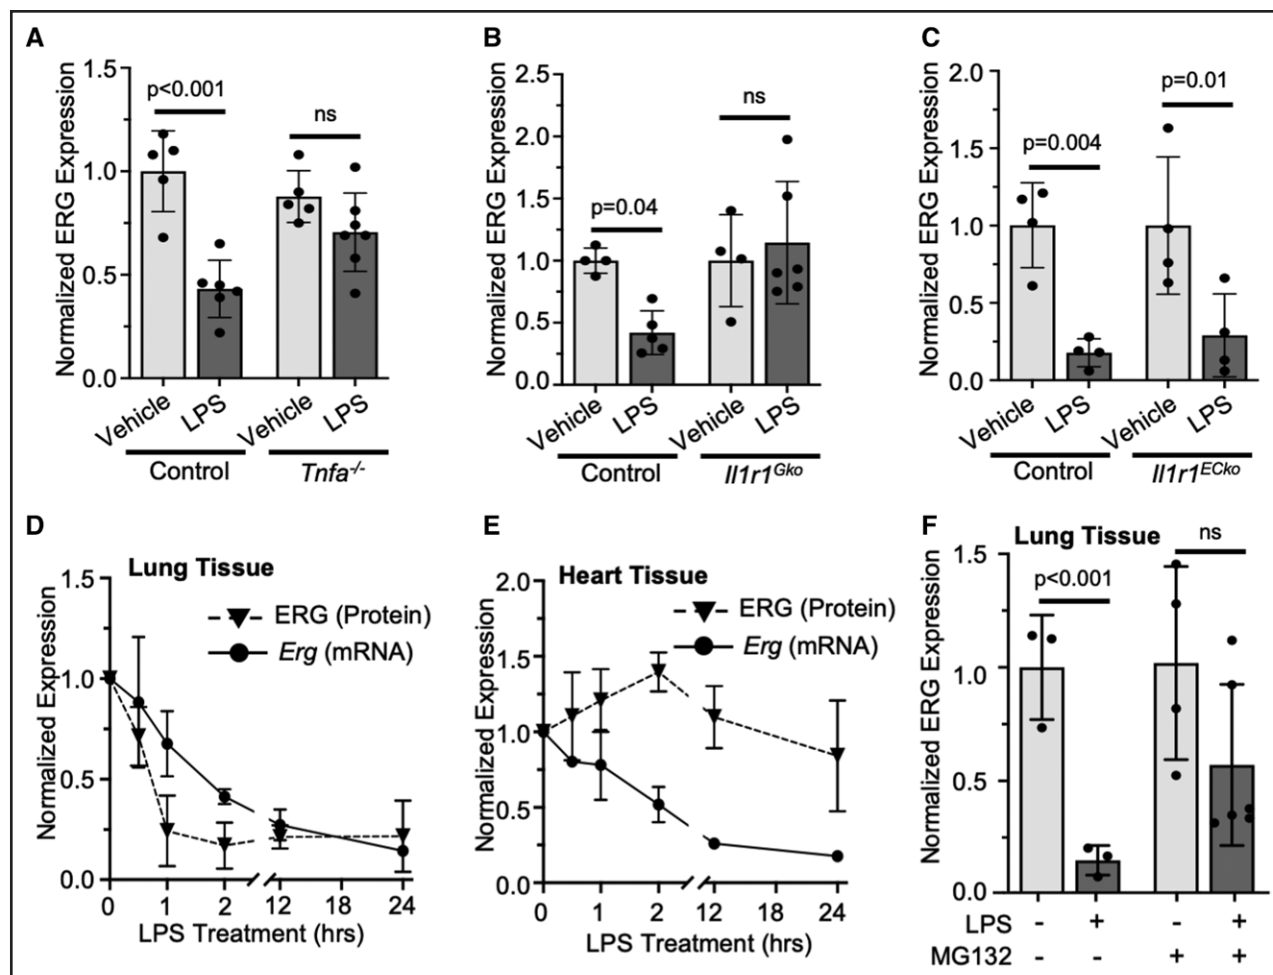 A
Normalized ERG Expression
1.5
1.0
0.5
0.0
p<0.001
ns
Vehicle
LPS
Vehicle
LPS
Control
Tnfa-/-
B
Normalized ERG Expression
2.5
2.0
1.5
1.0
0.5
0.0
p=0.04
ns
Vehicle
LPS
Vehicle
LPS
Control
Il1r1Gko
C
Normalized ERG Expression
2.0
1.5
1.0
0.5
0.0
p=0.004
p=0.01
Vehicle
LPS
Vehicle
LPS
Control
Il1r1ECko
D
Lung Tissue
Normalized Expression
1.5
1.0
0.5
0.0
ERG (Protein)
Erg (mRNA)
0 1 2 12 18 24
LPS Treatment (hrs)
E
Heart Tissue
Normalized Expression
2.0
1.5
1.0
0.5
0.0
ERG (Protein)
Erg (mRNA)
0 1 2 12 18 24
LPS Treatment (hrs)
F
Lung Tissue
Normalized ERG Expression
1.5
1.0
0.5
0.0
p<0.001
ns
LPS - + - +
MG132 - - + +